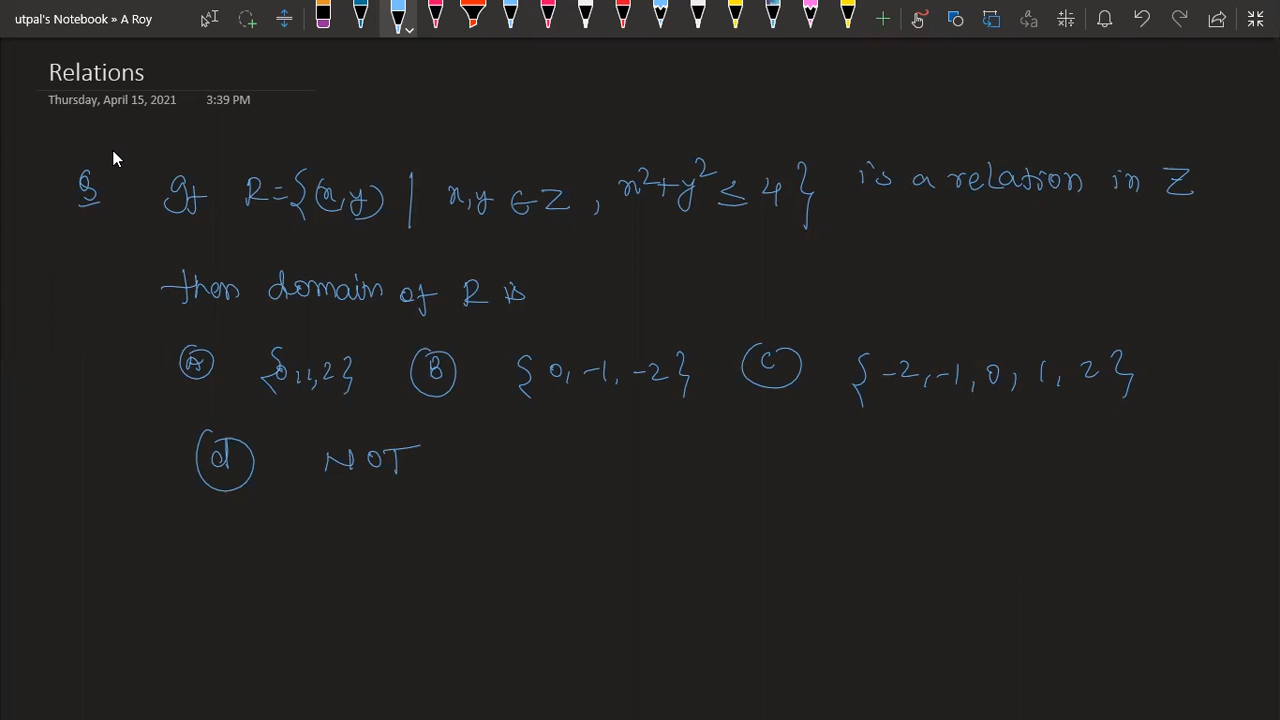 utpal's Notebook » A Roy
Relations
Thursday, April 15, 2021 3:39 PM
Q If R = {(x,y) | x,y ∈ Z, x²+y² ≤ 4} is a relation in Z
then domain of R is
(A) {0,1,2} (B) {0, -1, -2} (C) {-2, -1, 0, 1, 2}
(d) NOT